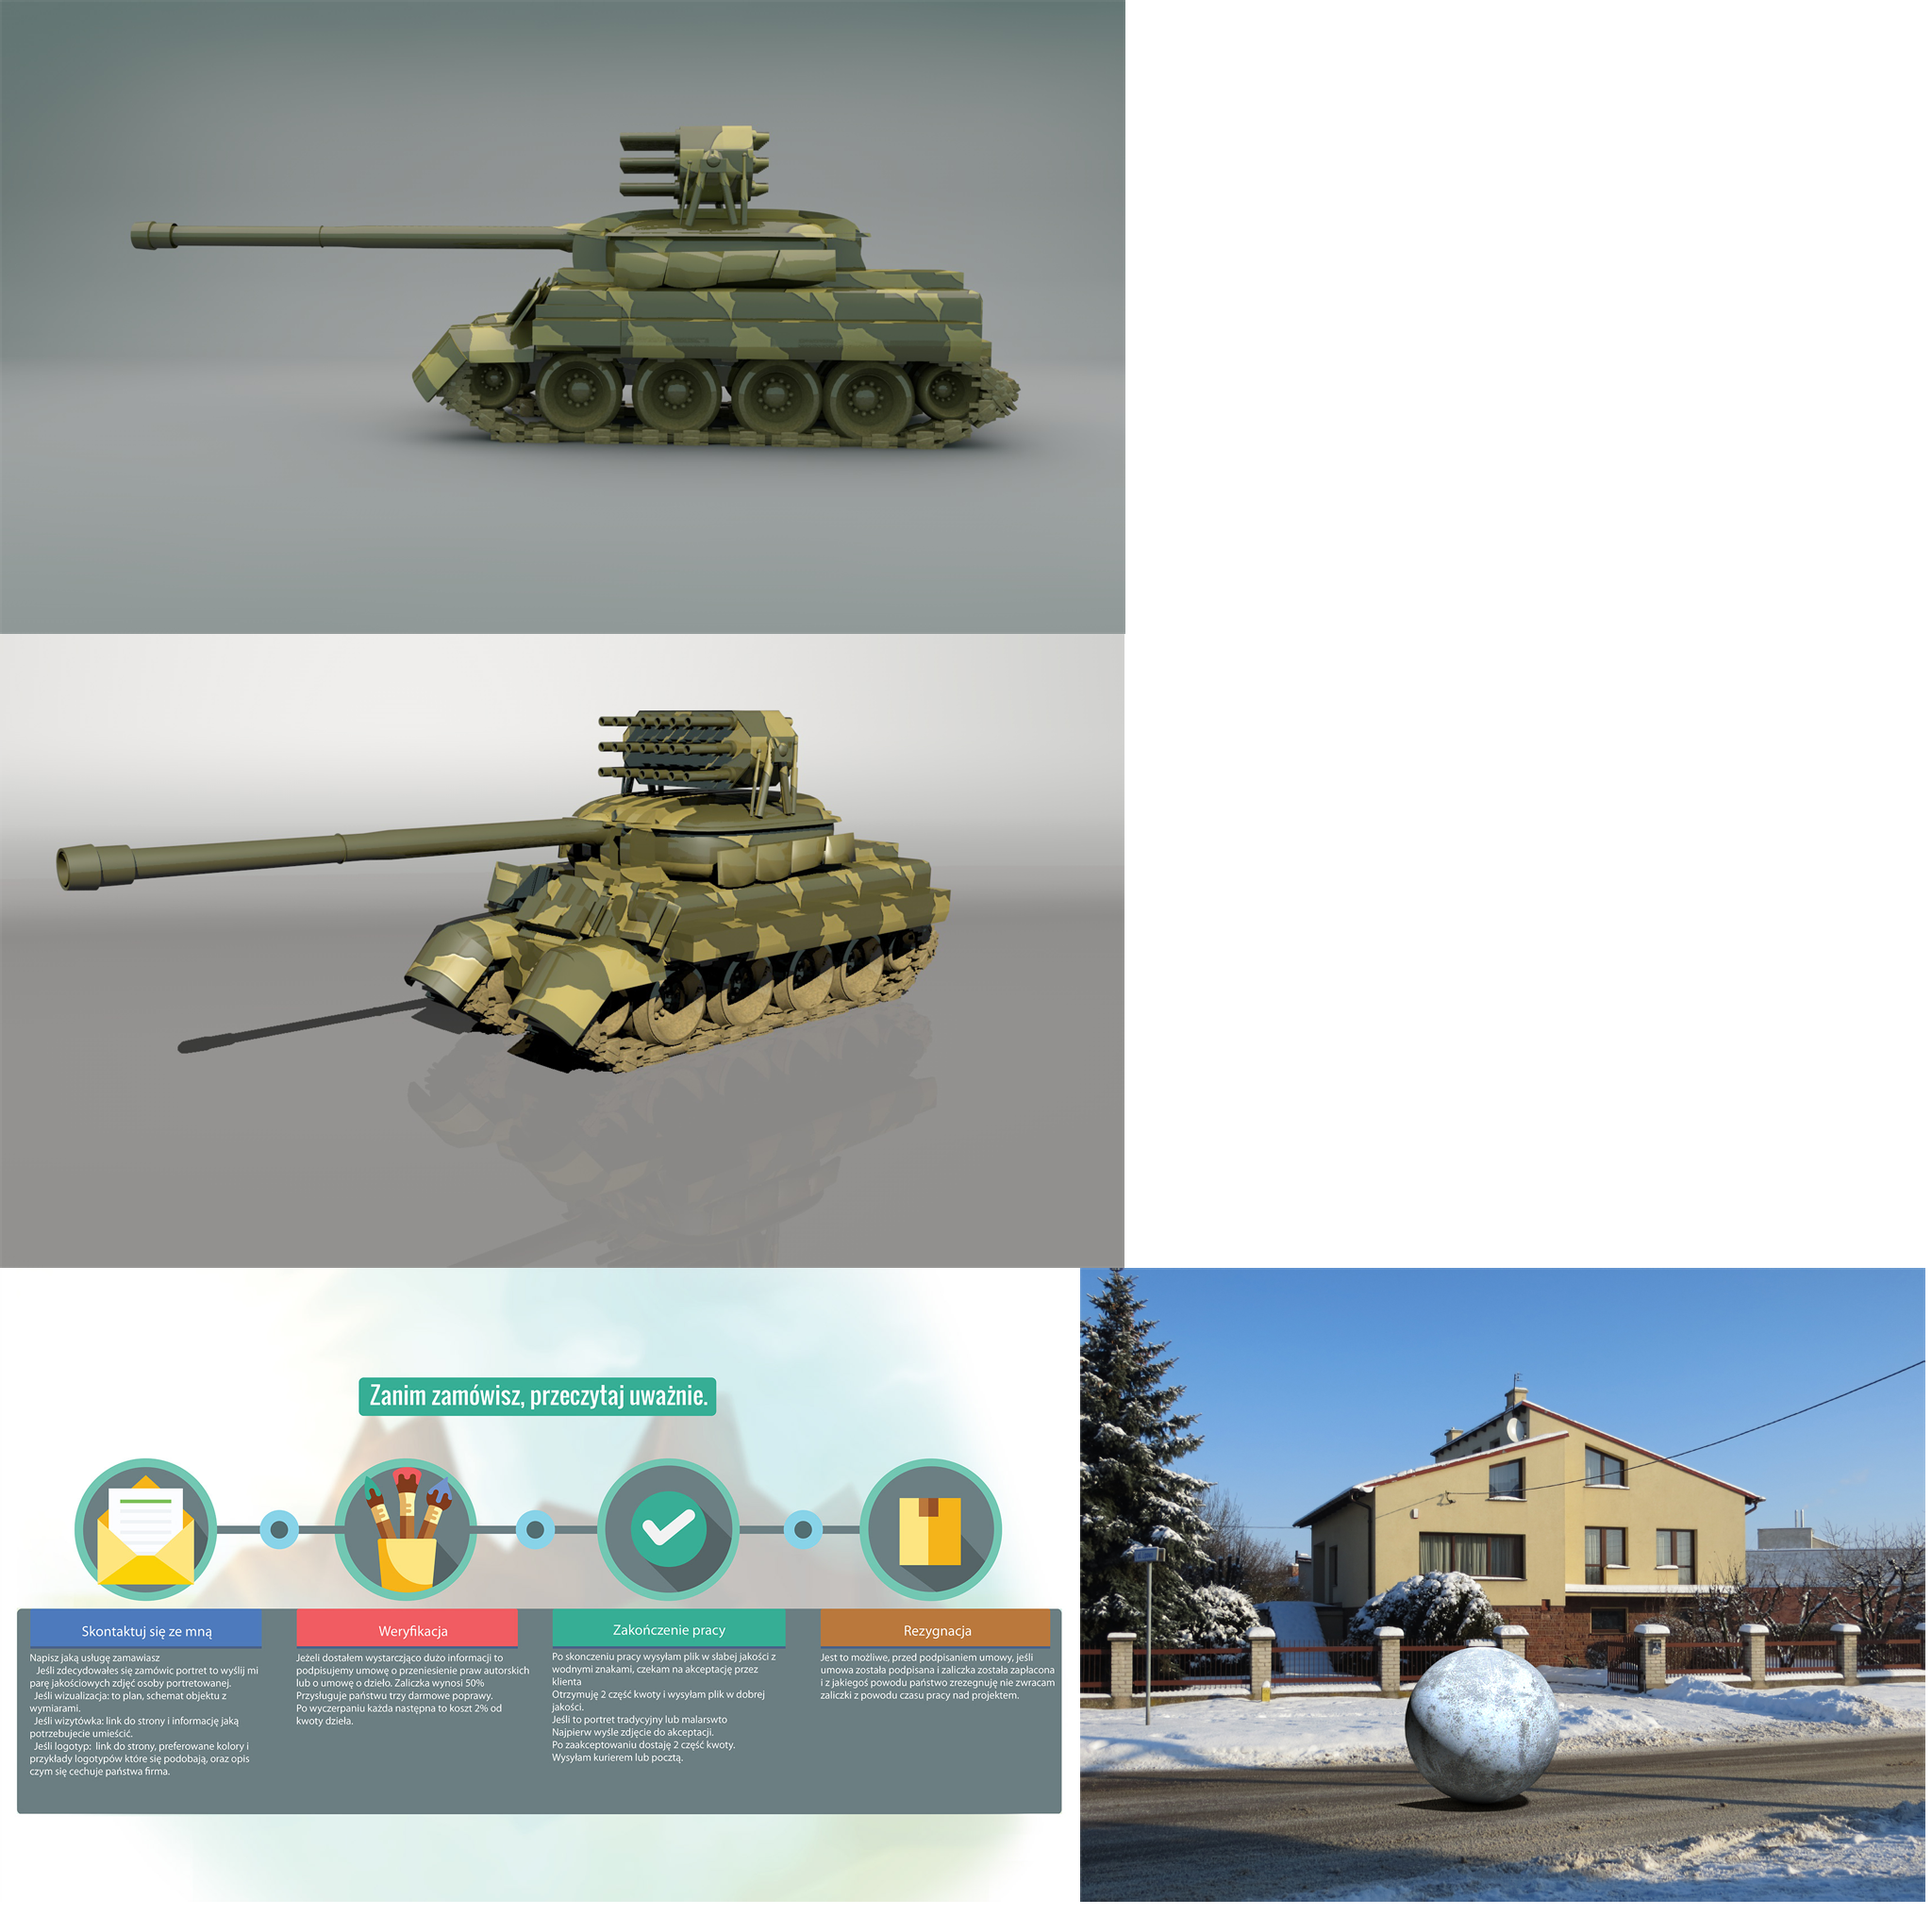 Zanim zamówisz, przeczytaj uważnie.
Skontaktuj się ze mną
Napisz jaką usługę zamawiasz
Jeśli zdecydowałes się zamówic portret to wyślij mi
parę jakościowych zdjęć osoby portretowanej.
Jeśli wizualizacja: to plan, schemat objektu z
wymiarami.
Jeśli wizytówka: link do strony i informację jaką
potrzebujecie umieścić.
Jeśli logotyp: link do strony, preferowane kolory i
przykłady logotypów które się podobają, oraz opis
czym się cechuje państwa firma.
Weryfikacja
Jeżeli dostałem wystarczjąco dużo informacji to
podpisujemy umowę o przeniesienie praw autorskich
lub o umowę o dzieło. Zaliczka wynosi 50%
Przysługuje państwu trzy darmowe poprawy.
Po wyczerpaniu każda następna to koszt 2% od
kwoty dzieła.
Zakończenie pracy
Po skonczeniu pracy wysyłam plik w słabej jakości z
wodnymi znakami, czekam na akceptację przez
klienta
Otrzymuję 2 część kwoty i wysyłam plik w dobrej
jakości.
Jeśli to portret tradycyjny lub malarswto
Najpierw wyśle zdjęcie do akceptacji.
Po zaakceptowaniu dostaję 2 część kwoty.
Wysyłam kurierem lub pocztą.
Rezygnacja
Jest to możliwe, przed podpisaniem umowy, jeśli
umowa została podpisana i zaliczka została zapłacona
i z jakiegoś powodu państwo zrezegnuję nie zwracam
zaliczki z powodu czasu pracy nad projektem.